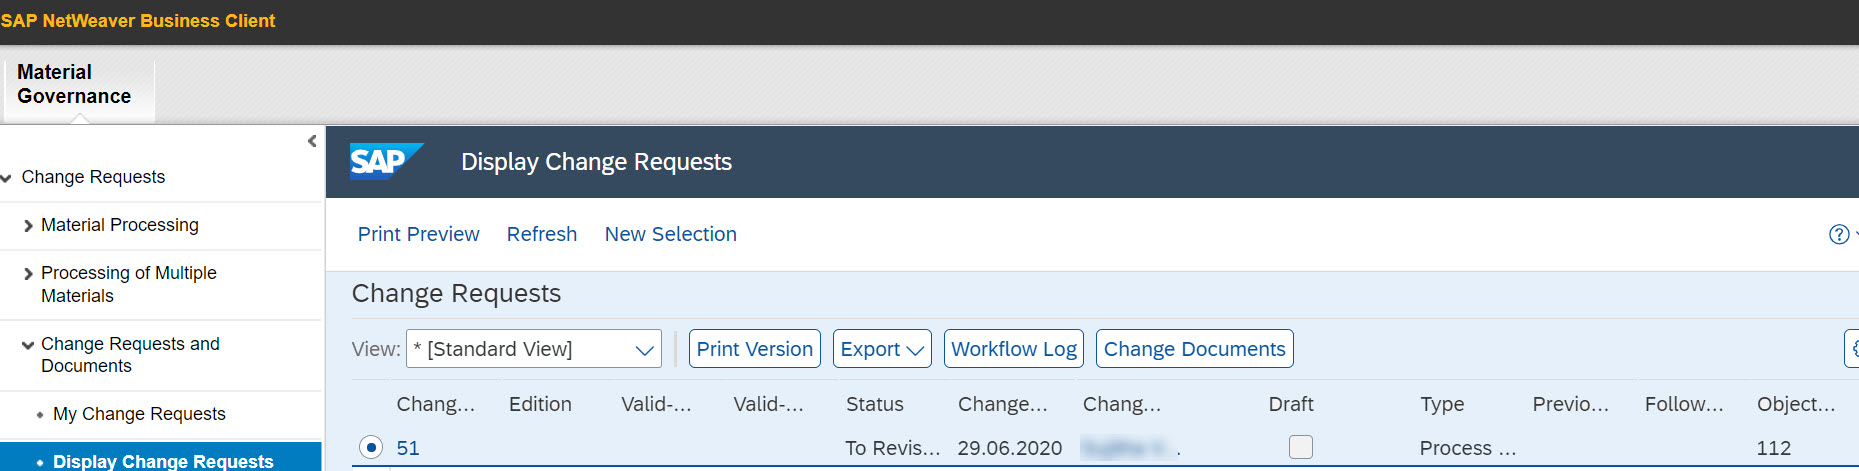 SAP NetWeaver Business Client
Material
Governance
Change Requests
Material Processing
Processing of Multiple
Materials
Change Requests and
Documents
My Change Requests
Display Change Requests
SAP Display Change Requests
Print Preview Refresh New Selection
Change Requests
View: * [Standard View] Print Version Export Workflow Log Change Documents
Chang... Edition Valid-... Valid-... Status Change... Chang... Draft Type Previo... Follow... Object...
51 To Revis... 29.06.2020 Process ... 112